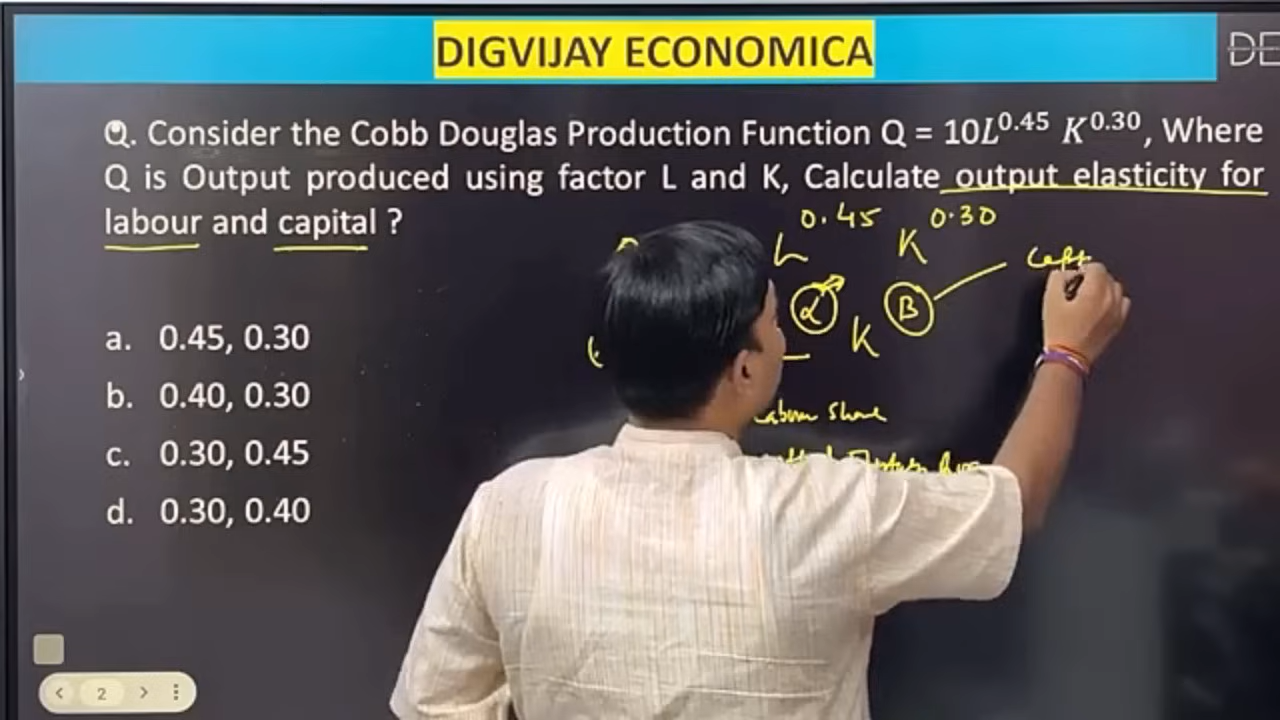 DIGVIJAY ECONOMICA
DE
Q. Consider the Cobb Douglas Production Function Q = 10L^0.45 K^0.30, Where
Q is Output produced using factor L and K, Calculate output elasticity for
labour and capital ?
L^0.45 K^0.30
α K β
Labour Share
a. 0.45, 0.30
b. 0.40, 0.30
c. 0.30, 0.45
d. 0.30, 0.40
2